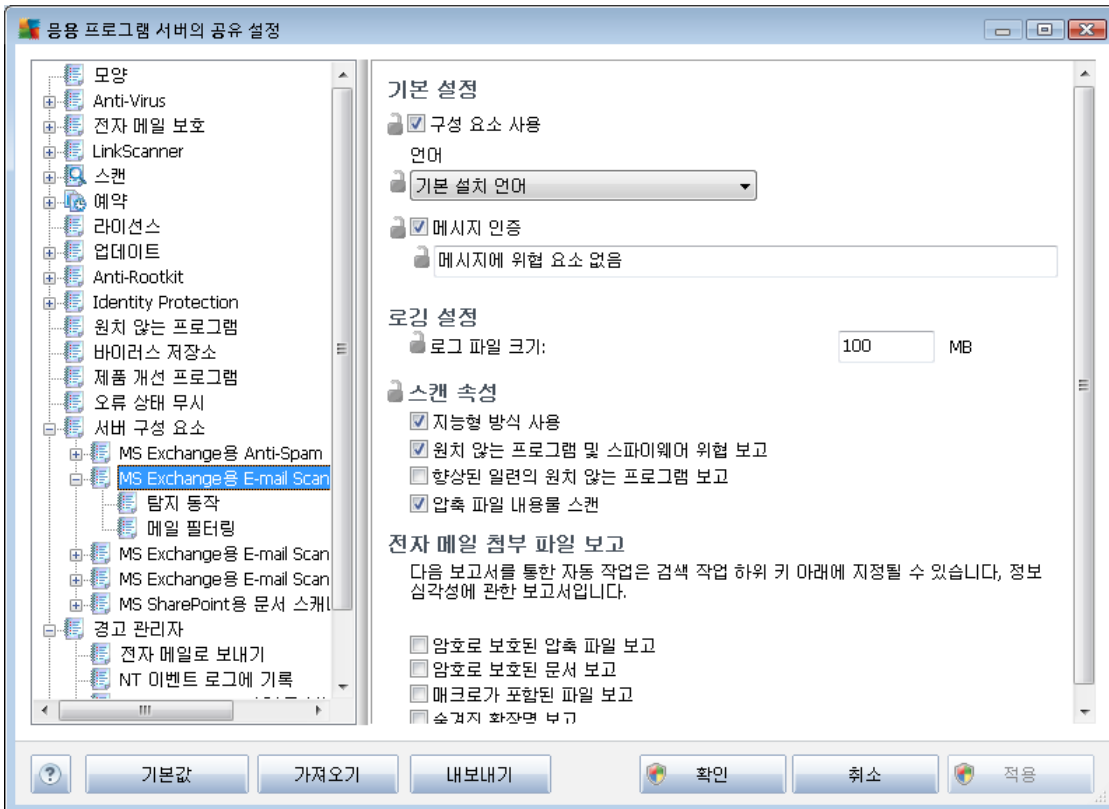 응용 프로그램 서버의 공유 설정
모양
Anti-Virus
전자 메일 보호
LinkScanner
스캔
예약
라이선스
업데이트
Anti-Rootkit
Identity Protection
원치 않는 프로그램
바이러스 저장소
제품 개선 프로그램
오류 상태 무시
서버 구성 요소
MS Exchange용 Anti-Spam
MS Exchange용 E-mail Scan
탐지 동작
메일 필터링
MS Exchange용 E-mail Scan
MS Exchange용 E-mail Scan
MS SharePoint용 문서 스캐너
경고 관리자
전자 메일로 보내기
NT 이벤트 로그에 기록
기본 설정
구성 요소 사용
언어
기본 설치 언어
메시지 인증
메시지에 위협 요소 없음
로깅 설정
로그 파일 크기: 100 MB
스캔 속성
지능형 방식 사용
원치 않는 프로그램 및 스파이웨어 위협 보고
향상된 일련의 원치 않는 프로그램 보고
압축 파일 내용물 스캔
전자 메일 첨부 파일 보고
다음 보고서를 통한 자동 작업은 검색 작업 하위 키 아래에 지정될 수 있습니다, 정보
심각성에 관한 보고서입니다.
암호로 보호된 압축 파일 보고
암호로 보호된 문서 보고
매크로가 포함된 파일 보고
숨겨진 확장명 보고
? 기본값 가져오기 내보내기 확인 취소 적용